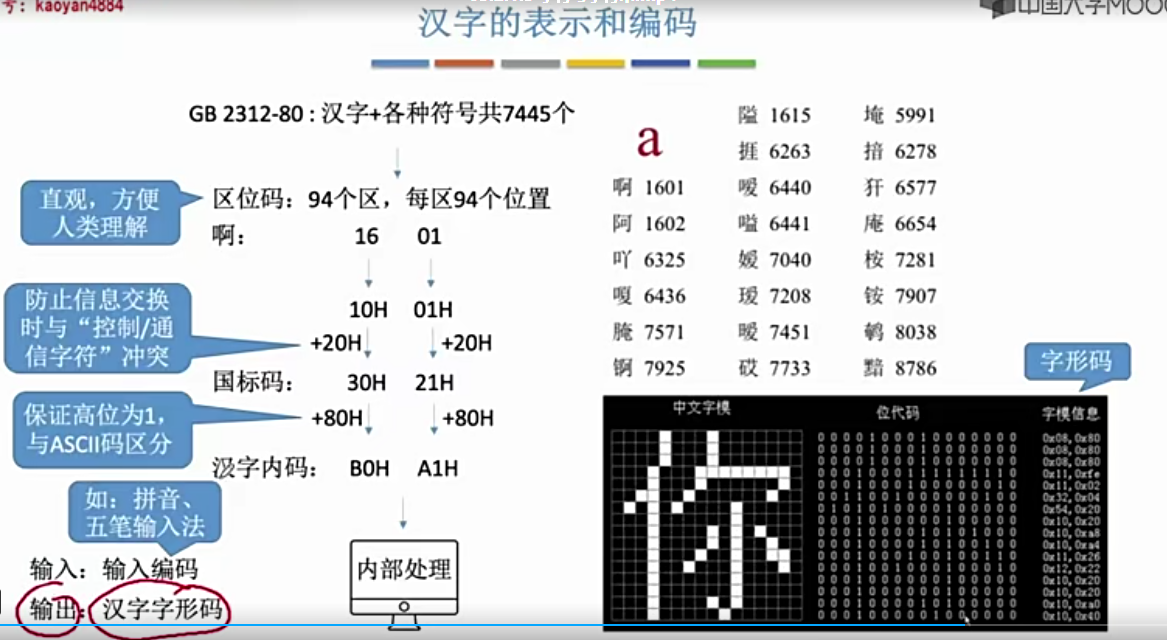 号: kaoyan4884
中国大学MOOC
汉字的表示和编码
GB 2312-80 : 汉字+各种符号共7445个
直观，方便
人类理解
区位码：94个区，每区94个位置
啊： 16 01
10H 01H
防止信息交换
时与“控制/通
信字符”冲突
+20H +20H
国标码： 30H 21H
保证高位为1，
与ASCII码区分
+80H +80H
汉字内码： B0H A1H
如：拼音、
五笔输入法
输入：输入编码
输出：汉字字形码
内部处理
a
啊 1601
阿 1602
吖 6325
嗄 6436
腌 7571
锕 7925
隘 1615
捱 6263
嗳 6440
嗌 6441
嫒 7040
瑷 7208
暧 7451
砹 7733
埯 5991
揞 6278
犴 6577
庵 6654
桉 7281
铵 7907
鹌 8038
黯 8786
字形码
中文字模 位代码 字模信息
0 0 0 0 1 0 0 0 1 0 0 0 0 0 0 0 0x08,0x80
0 0 0 0 1 0 0 0 1 0 0 0 0 0 0 0 0x08,0x80
0 0 0 0 1 0 0 0 1 0 0 0 0 0 0 0 0x08,0x80
0 0 0 1 0 0 0 1 1 1 1 1 1 1 1 0 0x11,0xfe
0 0 0 1 0 0 0 1 0 0 0 0 0 0 1 0 0x11,0x02
0 0 1 1 0 0 1 0 0 0 0 0 0 1 0 0 0x32,0x04
0 1 0 1 0 1 0 0 0 0 1 0 0 0 0 0 0x54,0x20
0 0 0 1 0 0 0 0 0 0 1 0 0 0 0 0 0x10,0x20
0 0 0 1 0 0 0 0 1 0 1 0 1 0 0 0 0x10,0xa8
0 0 0 1 0 0 0 0 1 0 1 0 0 1 0 0 0x10,0xa4
0 0 0 1 0 0 0 1 0 0 1 0 0 1 1 0 0x11,0x26
0 0 0 1 0 0 1 0 0 0 1 0 0 0 1 0 0x12,0x22
0 0 0 1 0 0 0 0 0 0 1 0 0 0 0 0 0x10,0x20
0 0 0 1 0 0 0 0 0 0 1 0 0 0 0 0 0x10,0x20
0 0 0 1 0 0 0 0 1 0 1 0 0 0 0 0 0x10,0xa0
0 0 0 1 0 0 0 0 0 1 0 0 0 0 0 0 0x10,0x40